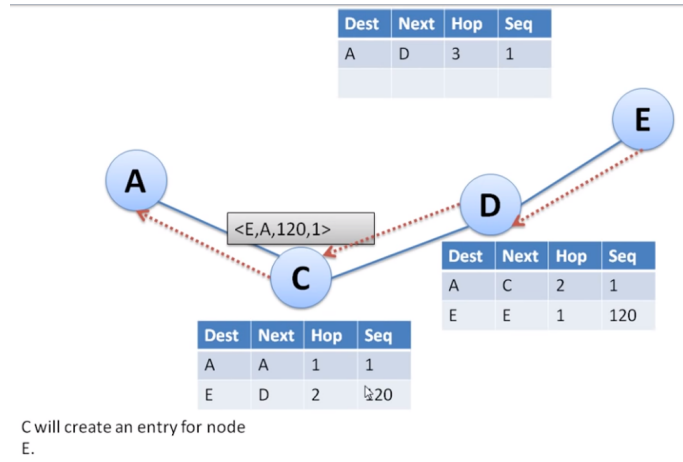 Dest Next Hop Seq
A D 3 1
E
A
D
<E,A,120,1>
C
Dest Next Hop Seq
A C 2 1
E E 1 120
Dest Next Hop Seq
A A 1 1
E D 2
C will create an entry for node
E.